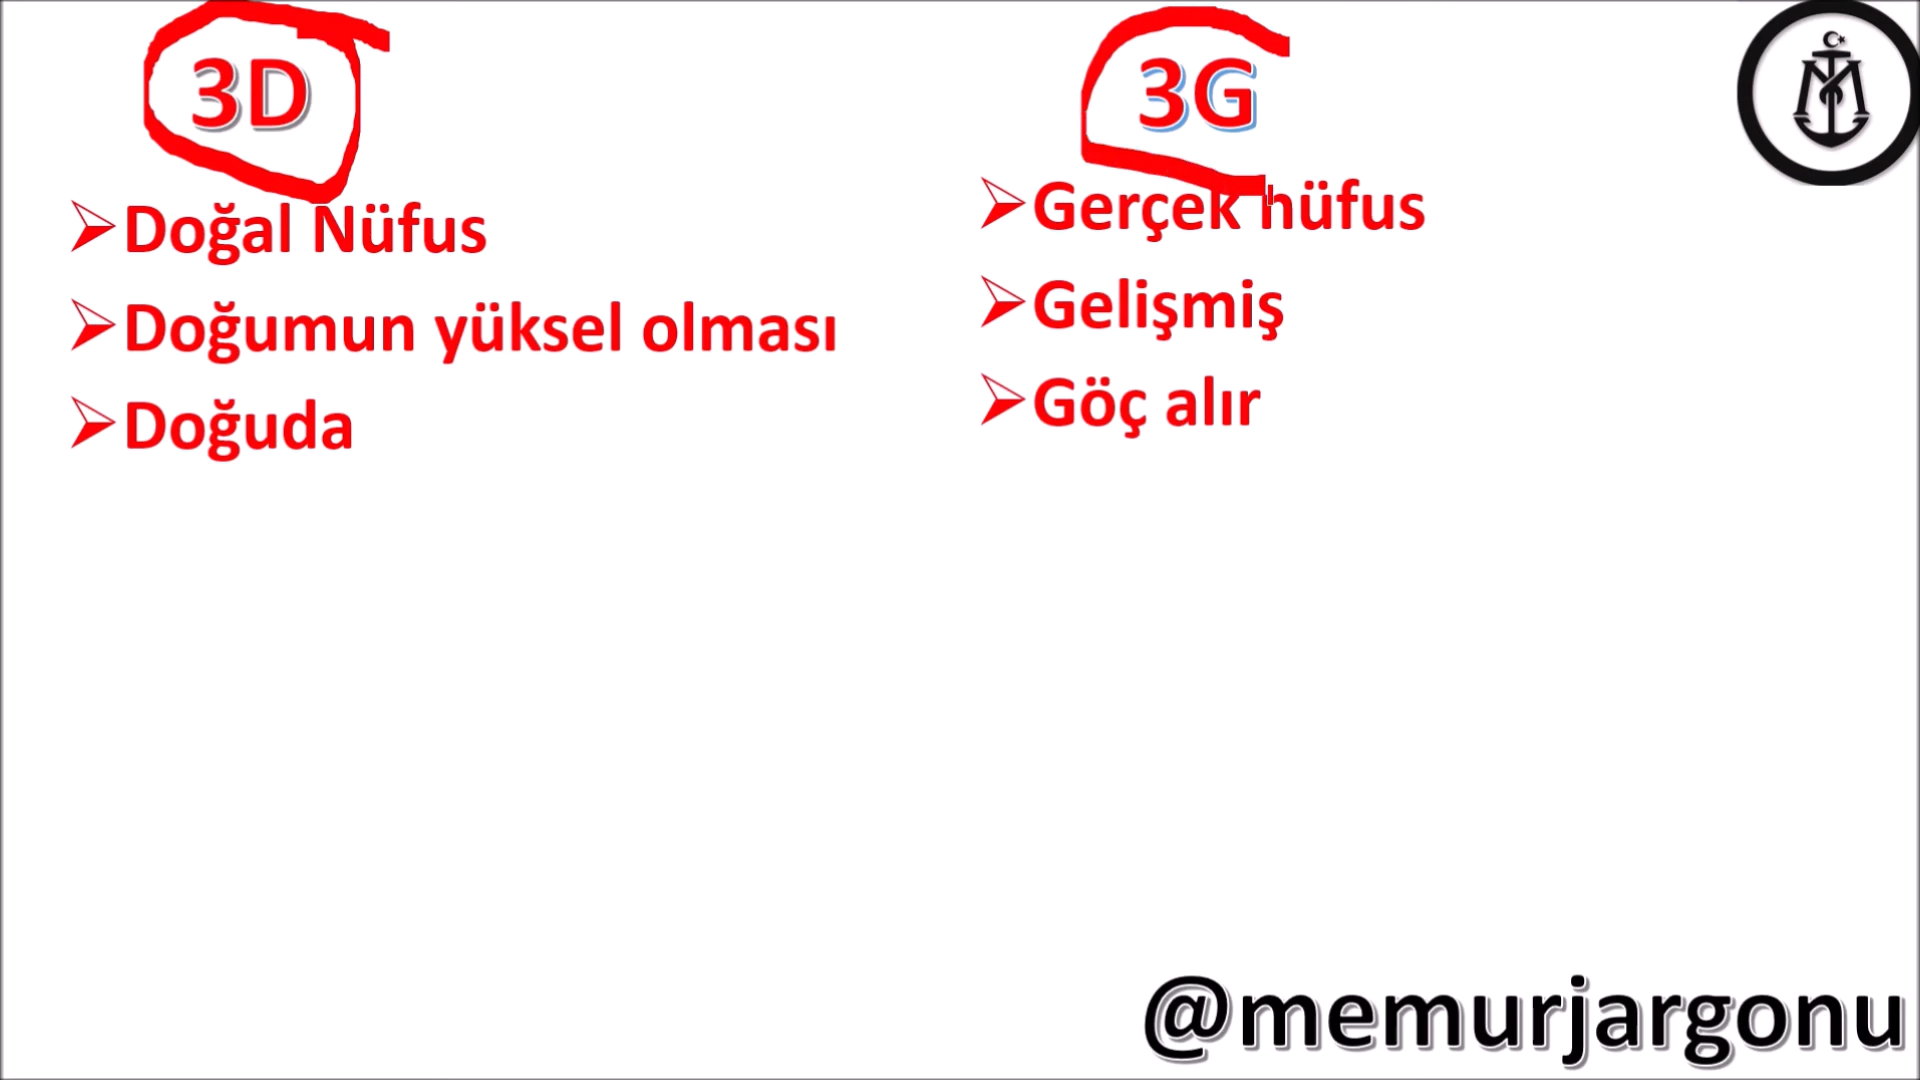 3D
Doğal Nüfus
Doğumun yüksel olması
Doğuda
3G
Gerçek nüfus
Gelişmiş
Göç alır
@memurjargonu